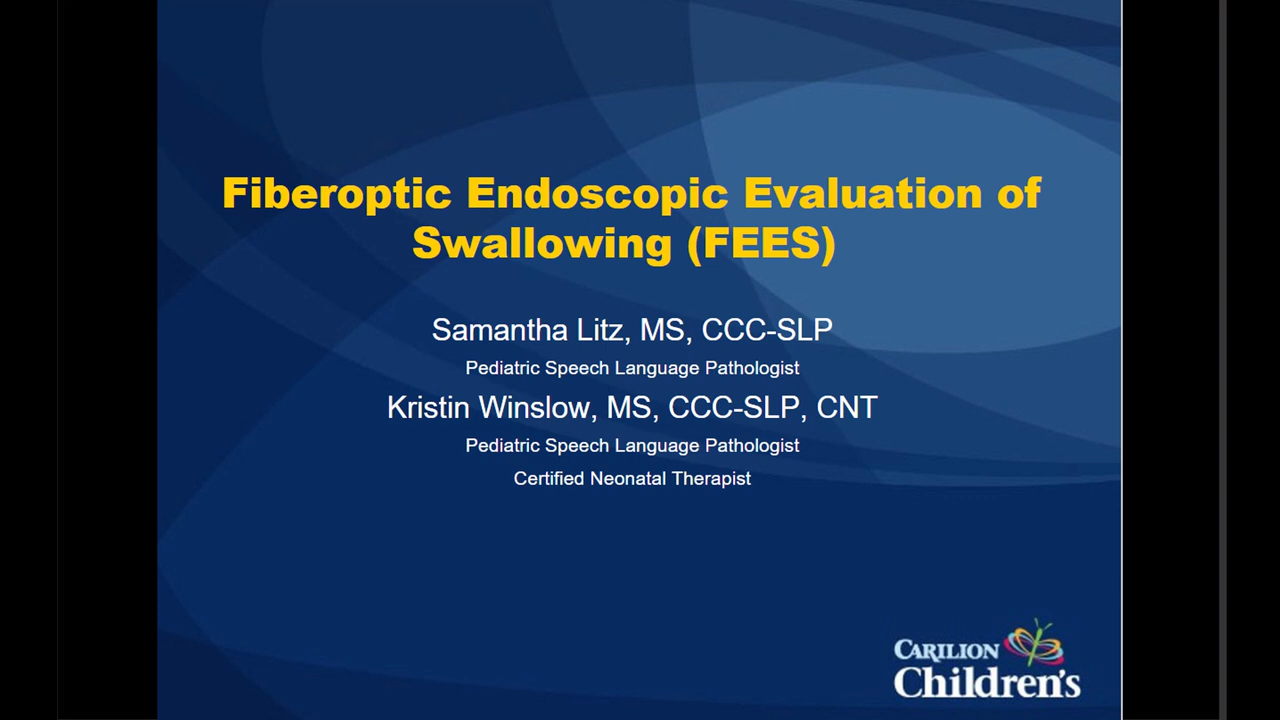 Fiberoptic Endoscopic Evaluation of
Swallowing (FEES)
Samantha Litz, MS, CCC-SLP
Pediatric Speech Language Pathologist
Kristin Winslow, MS, CCC-SLP, CNT
Pediatric Speech Language Pathologist
Certified Neonatal Therapist
CARILION
Children's